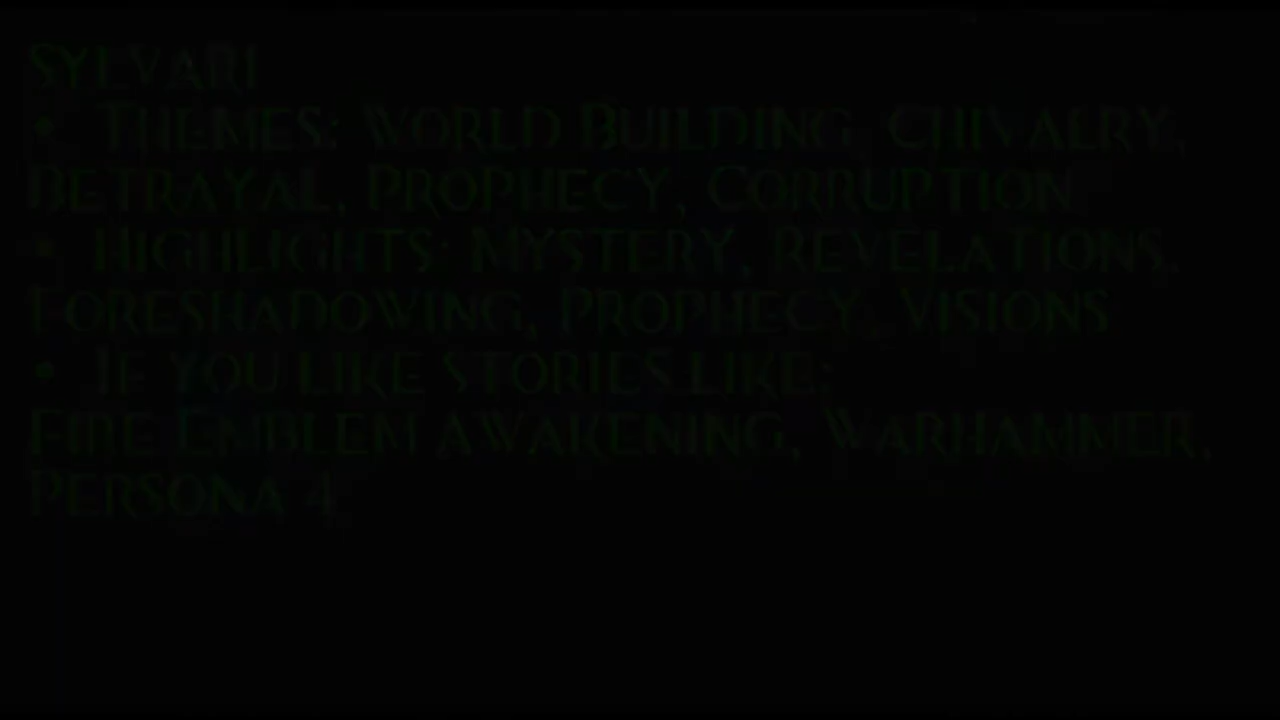 SYLVARI
• THEMES: WORLD BUILDING, CHIVALRY,
BETRAYAL, PROPHECY, CORRUPTION
• HIGHLIGHTS: MYSTERY, REVELATIONS,
FORESHADOWING, PROPHECY, VISIONS
• IF YOU LIKE STORIES LIKE:
FIRE EMBLEM AWAKENING, WARHAMMER,
PERSONA 4